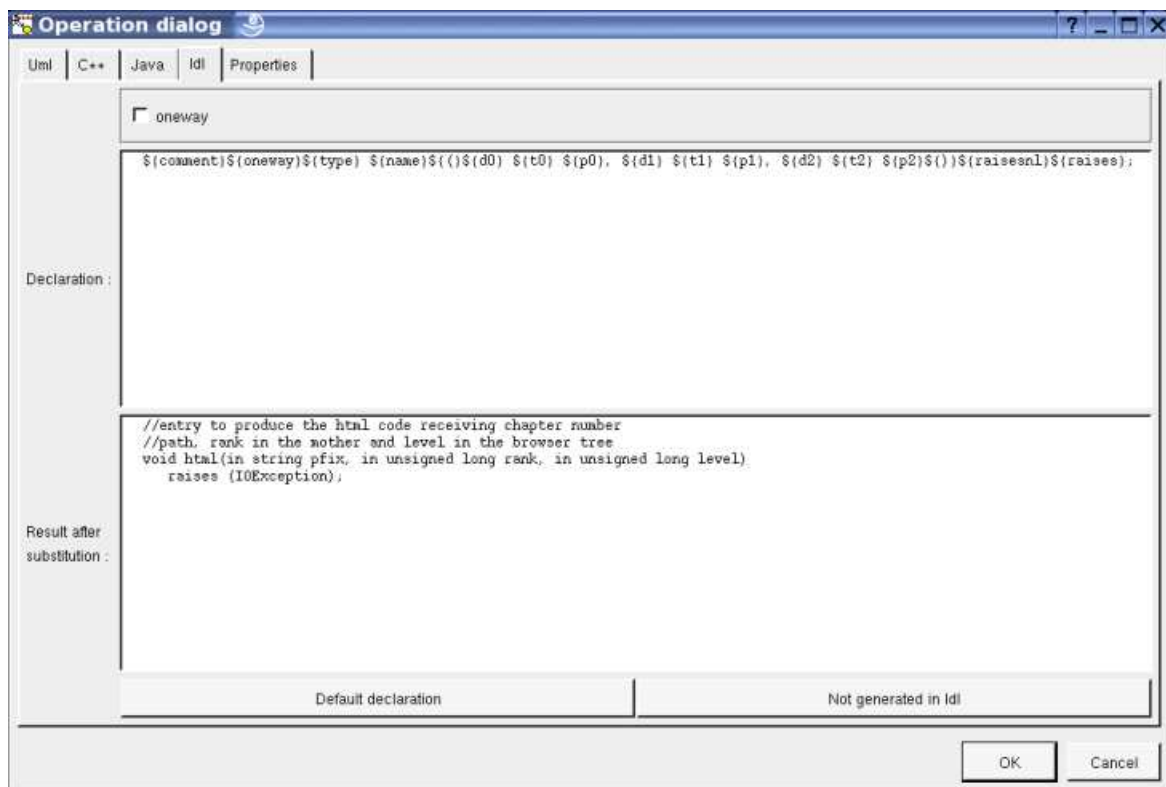 Operation dialog
Uml C++ Java Idl Properties
oneway
Declaration :
${comment}${oneway}${type} ${name}${(}${d0} ${t0} ${p0}, ${d1} ${t1} ${p1}, ${d2} ${t2} ${p2}${)}${raisesnl}${raises};
Result after
substitution :
//entry to produce the html code receiving chapter number
//path, rank in the mother and level in the browser tree
void html(in string pfix, in unsigned long rank, in unsigned long level)
raises (IOException);
Default declaration Not generated in Idl
OK Cancel